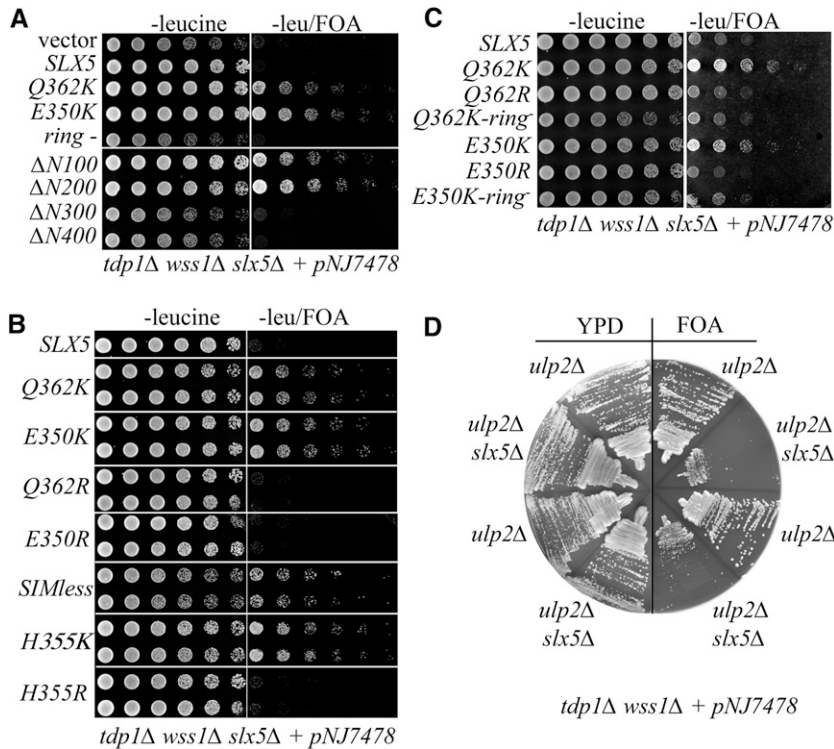 A
-leucine -leu/FOA
vector
SLX5
Q362K
E350K
ring -
ΔN100
ΔN200
ΔN300
ΔN400
tdp1Δ wss1Δ slx5Δ + pNJ7478
B
-leucine -leu/FOA
SLX5
Q362K
E350K
Q362R
E350R
SIMless
H355K
H355R
tdp1Δ wss1Δ slx5Δ + pNJ7478
C
-leucine -leu/FOA
SLX5
Q362K
Q362R
Q362K-ring⁻
E350K
E350R
E350K-ring⁻
tdp1Δ wss1Δ slx5Δ + pNJ7478
D
YPD FOA
ulp2Δ ulp2Δ
ulp2Δ ulp2Δ
slx5Δ slx5Δ
ulp2Δ ulp2Δ
ulp2Δ ulp2Δ
slx5Δ slx5Δ
tdp1Δ wss1Δ + pNJ7478